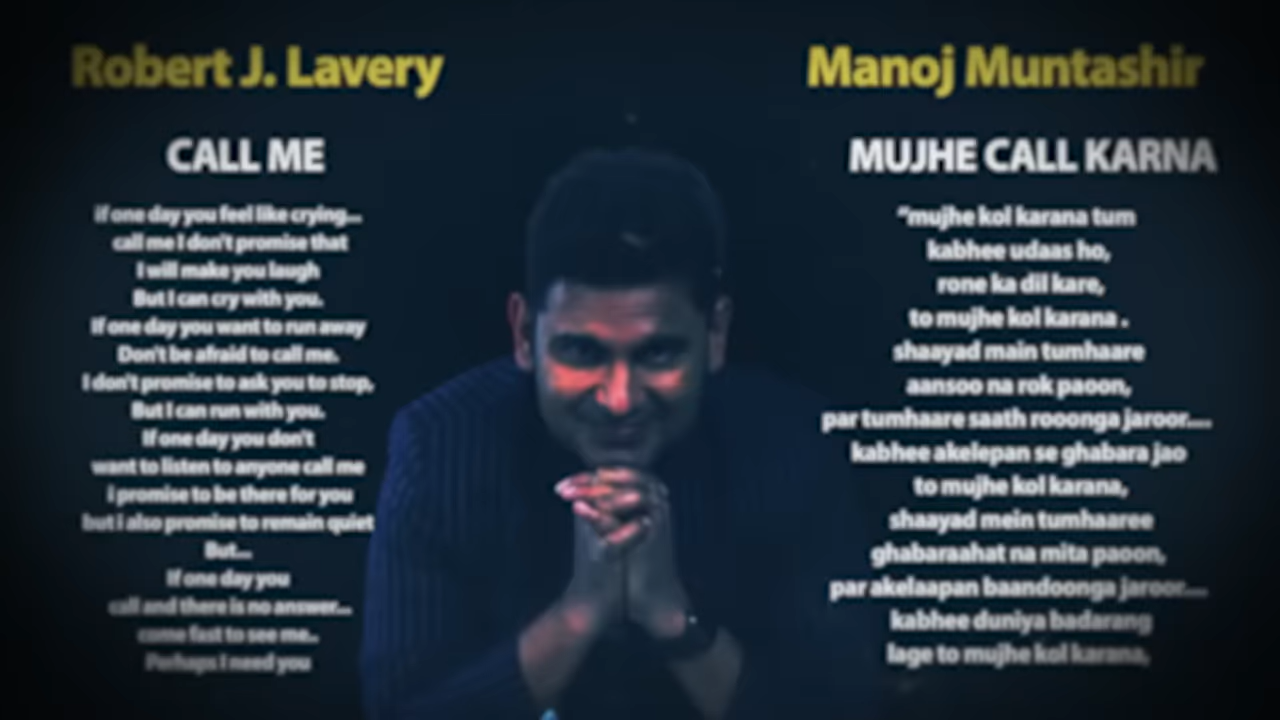 Robert J. Lavery
CALL ME
if one day you feel like crying...
call me I don't promise that
I will make you laugh
But I can cry with you.
If one day you want to run away
Don't be afraid to call me.
I don't promise to ask you to stop,
But I can run with you.
If one day you don't
want to listen to anyone call me
i promise to be there for you
but i also promise to remain quiet
But...
If one day you
call and there is no answer...
come fast to see me..
Perhaps I need you
Manoj Muntashir
MUJHE CALL KARNA
"mujhe kol karana tum
kabhee udaas ho,
rone ka dil kare,
to mujhe kol karana .
shaayad main tumhaare
aansoo na rok paoon,
par tumhaare saath rooonga jaroor....
kabhee akelepan se ghabara jao
to mujhe kol karana,
shaayad mein tumhaaree
ghabaraahat na mita paoon,
par akelaapan baandoonga jaroor....
kabhee duniya badarang
lage to mujhe kol karana,